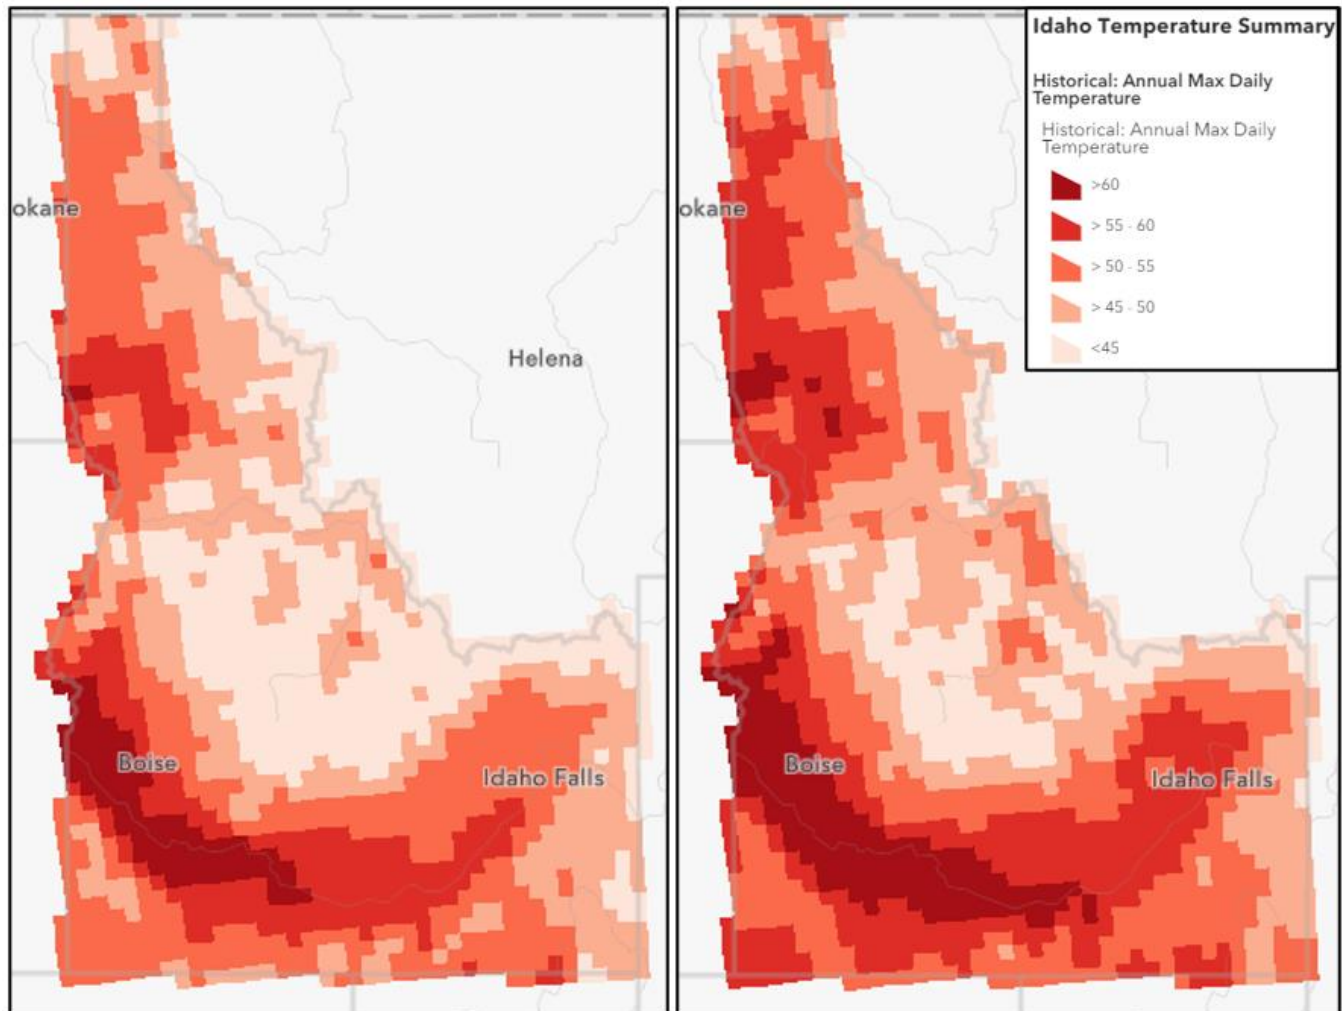 Idaho Temperature Summary
Historical: Annual Max Daily
Temperature
Historical: Annual Max Daily
Temperature
>60
> 55 - 60
> 50 - 55
> 45 - 50
<45
okane
Helena
Boise
Idaho Falls
okane
Boise
Idaho Falls